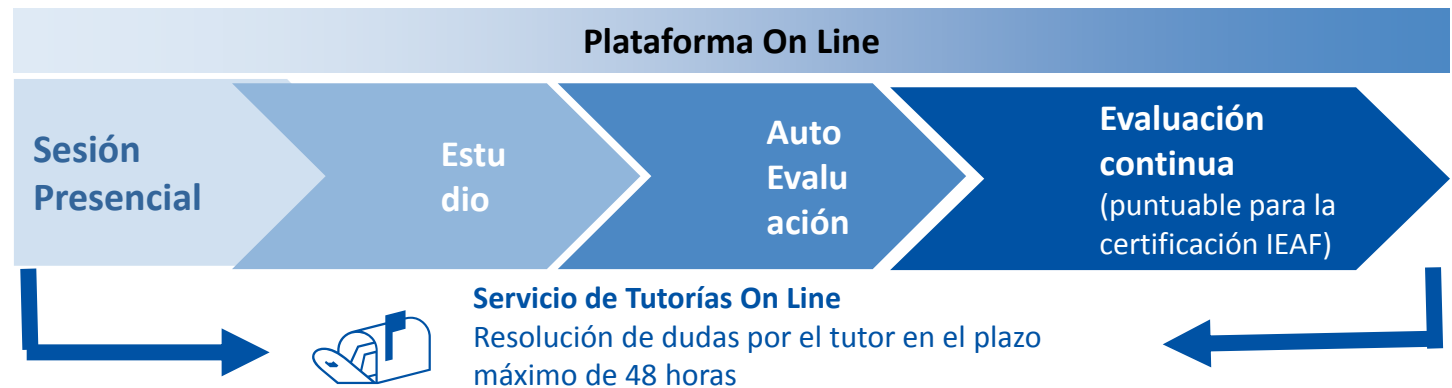 Plataforma On Line
Sesión
Presencial
Estu
dio
Auto
Evalu
ación
Evaluación
continua
(puntuable para la
certificación IEAF)
Servicio de Tutorías On Line
Resolución de dudas por el tutor en el plazo
máximo de 48 horas